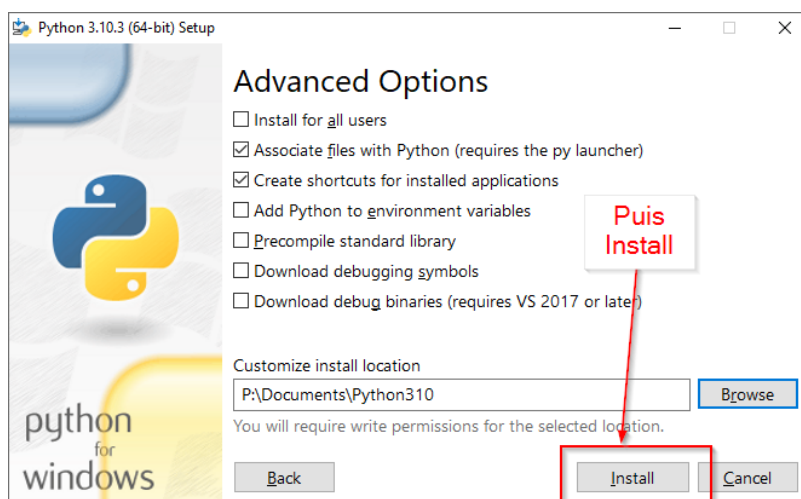 Python 3.10.3 (64-bit) Setup
Advanced Options
Install for all users
Associate files with Python (requires the py launcher)
Create shortcuts for installed applications
Add Python to environment variables
Puis
Install
Precompile standard library
Download debugging symbols
Download debug binaries (requires VS 2017 or later)
Customize install location
P:\Documents\Python310
Browse
You will require write permissions for the selected location.
python
for
windows
Back
Install
Cancel